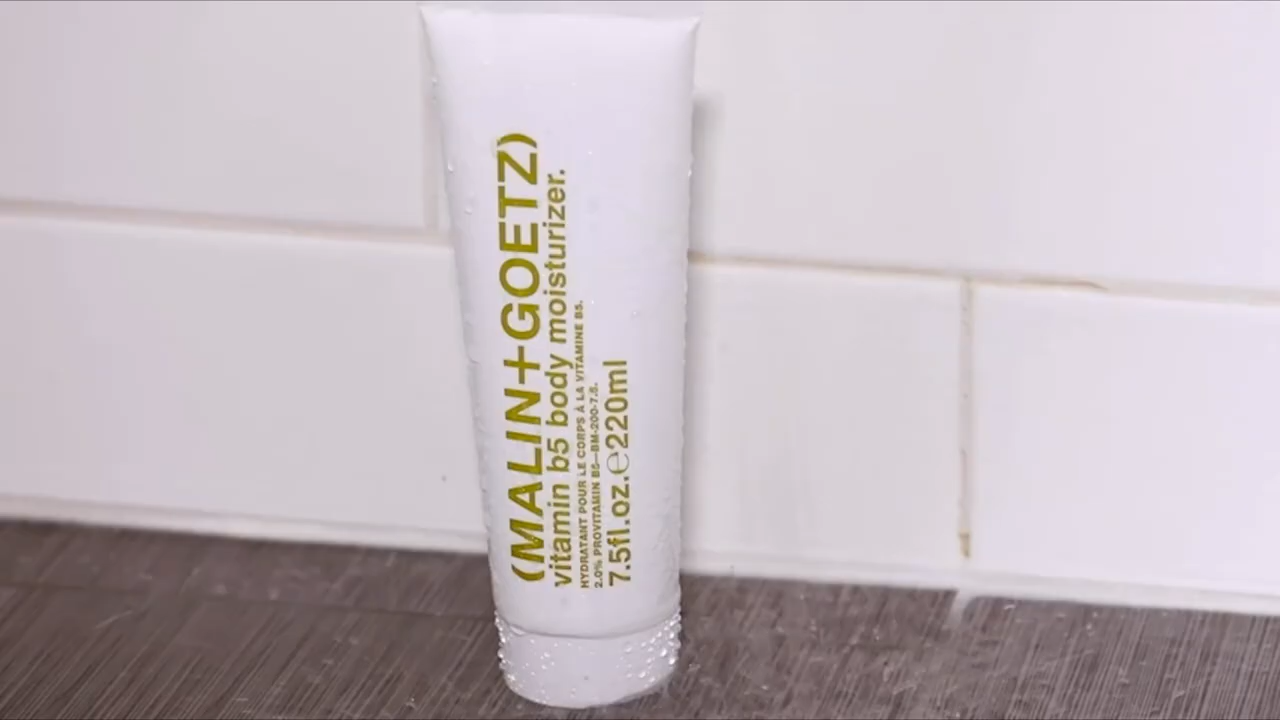 (MALIN+GOETZ)
vitamin b5 body moisturizer.
HYDRATANT POUR LE CORPS À LA VITAMINE B5.
2.0% PROVITAMIN B5—BM-200-7.5.
7.5fl.oz.℮220ml